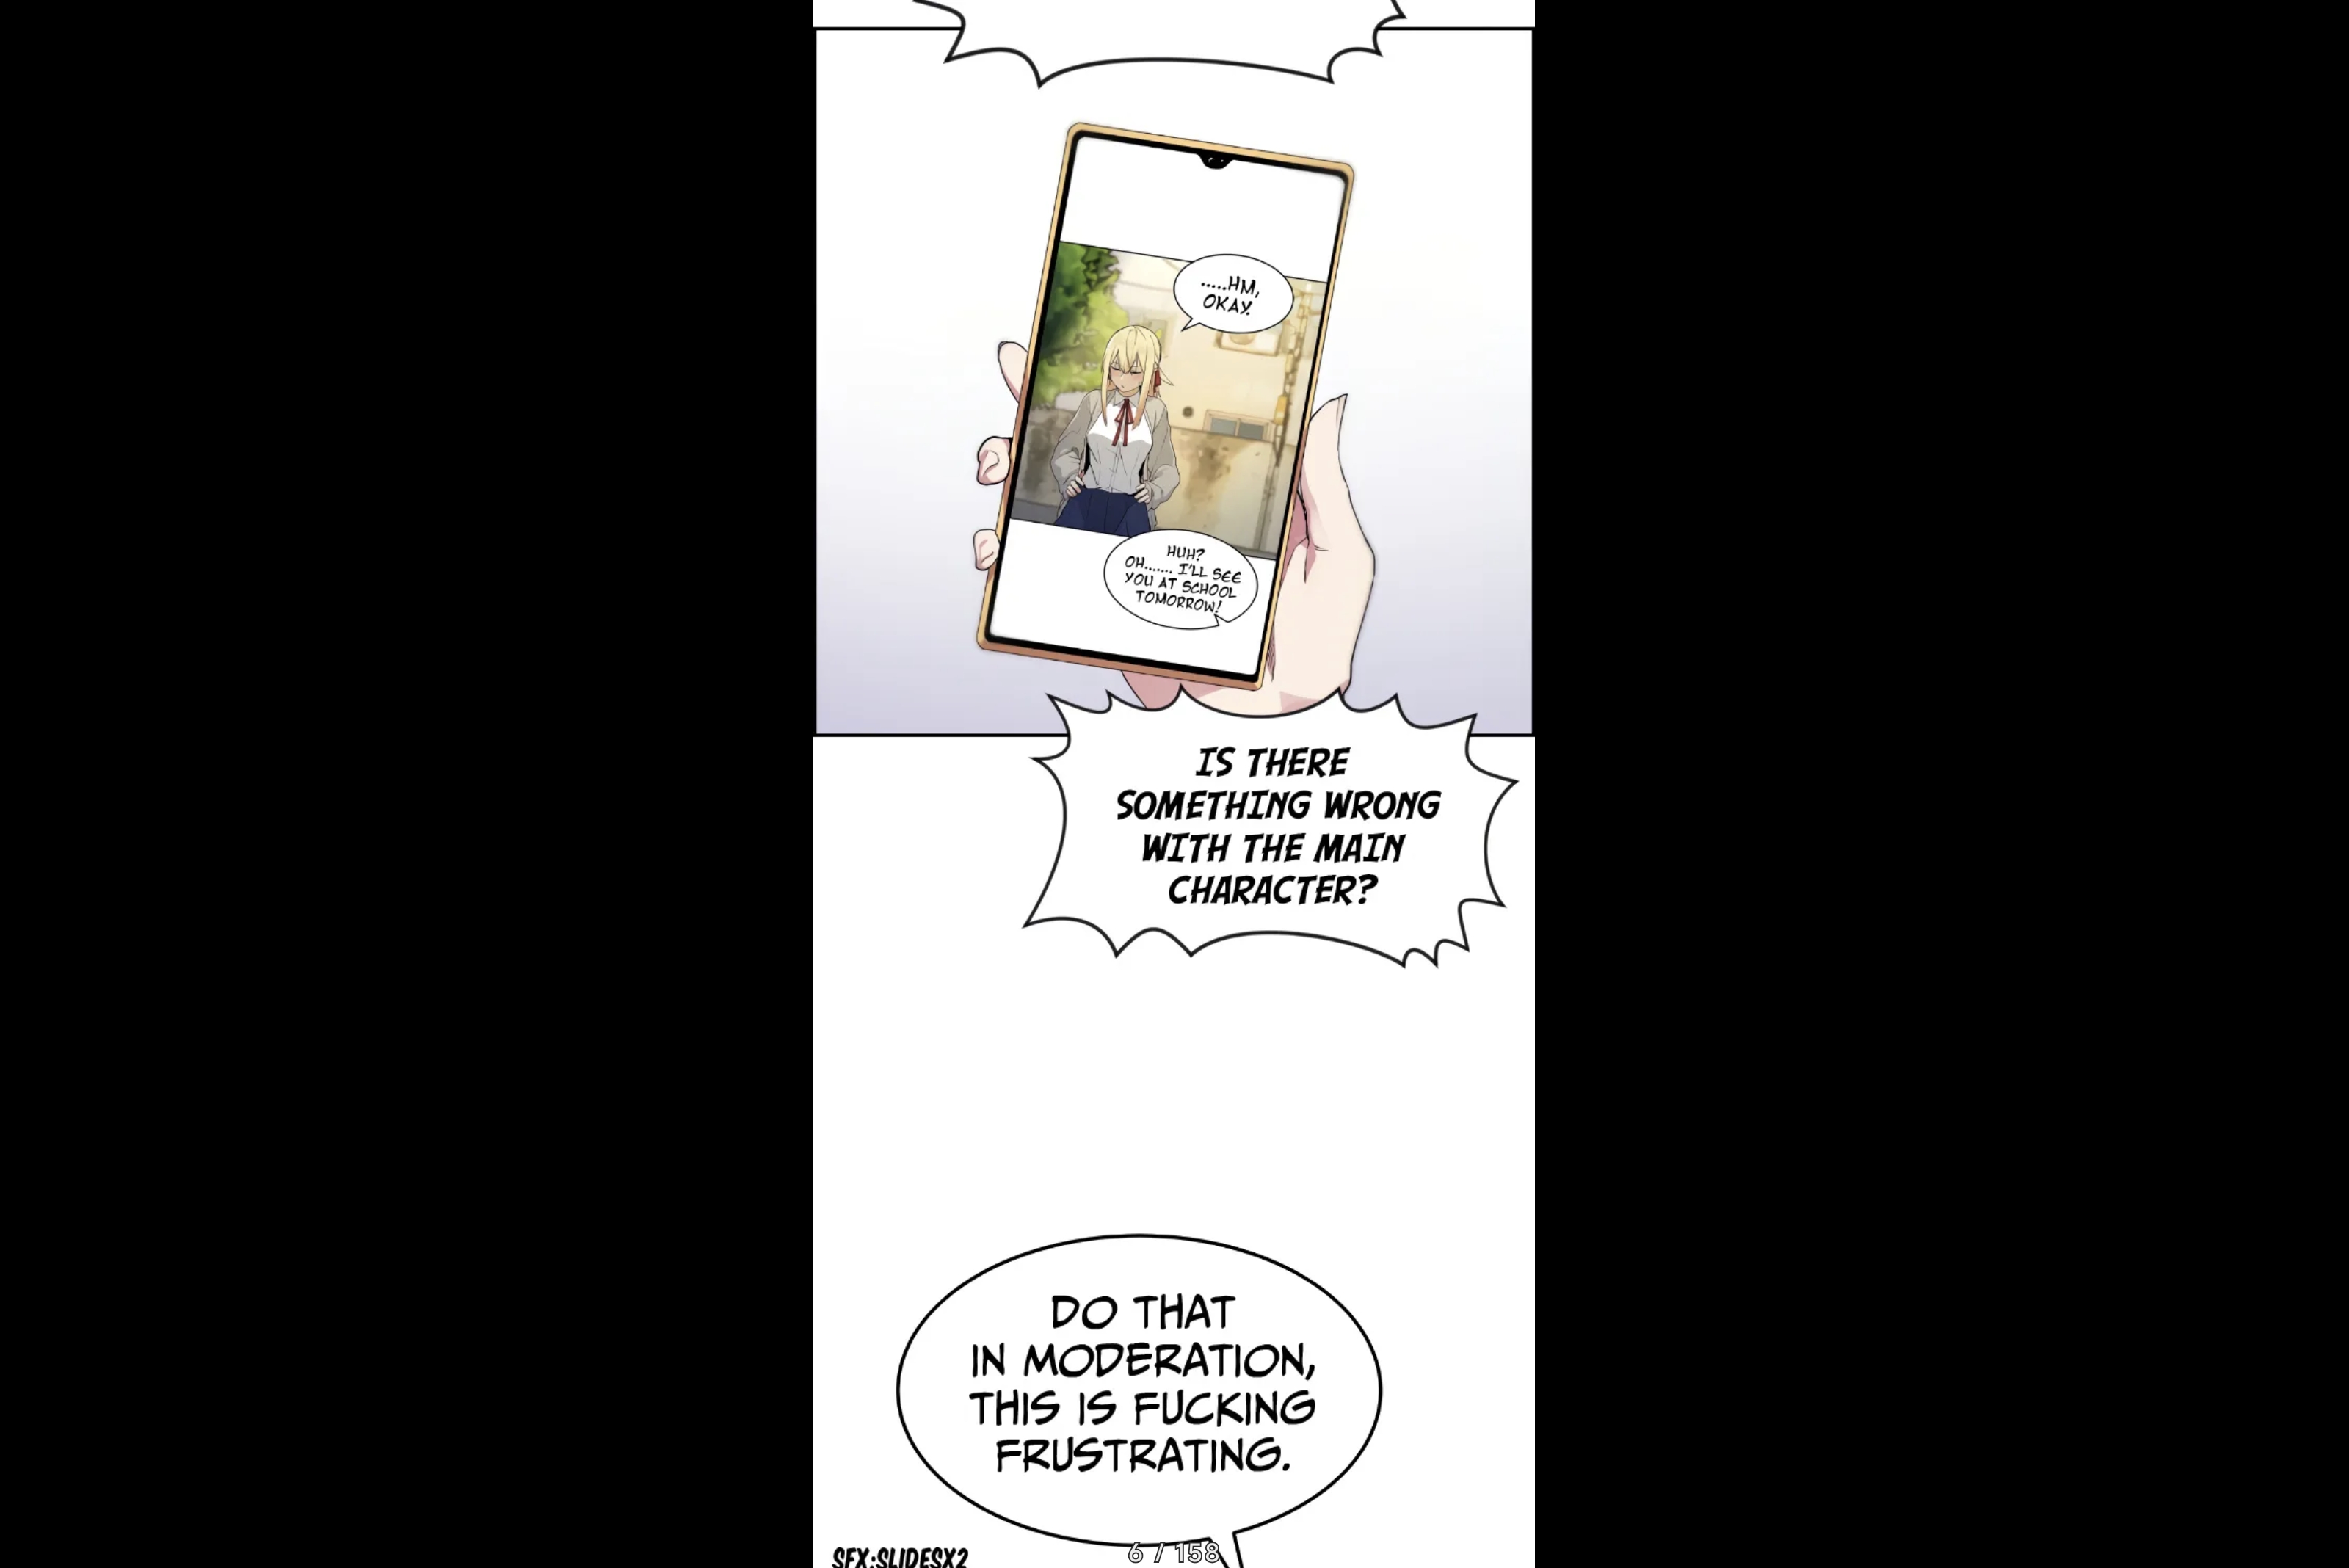 .....HM,
OKAY.
HUH?
OH....... I'LL SEE
YOU AT SCHOOL
TOMORROW!
IS THERE
SOMETHING WRONG
WITH THE MAIN
CHARACTER?
DO THAT
IN MODERATION,
THIS IS FUCKING
FRUSTRATING.
SFX:SLIDESX2
6 / 158